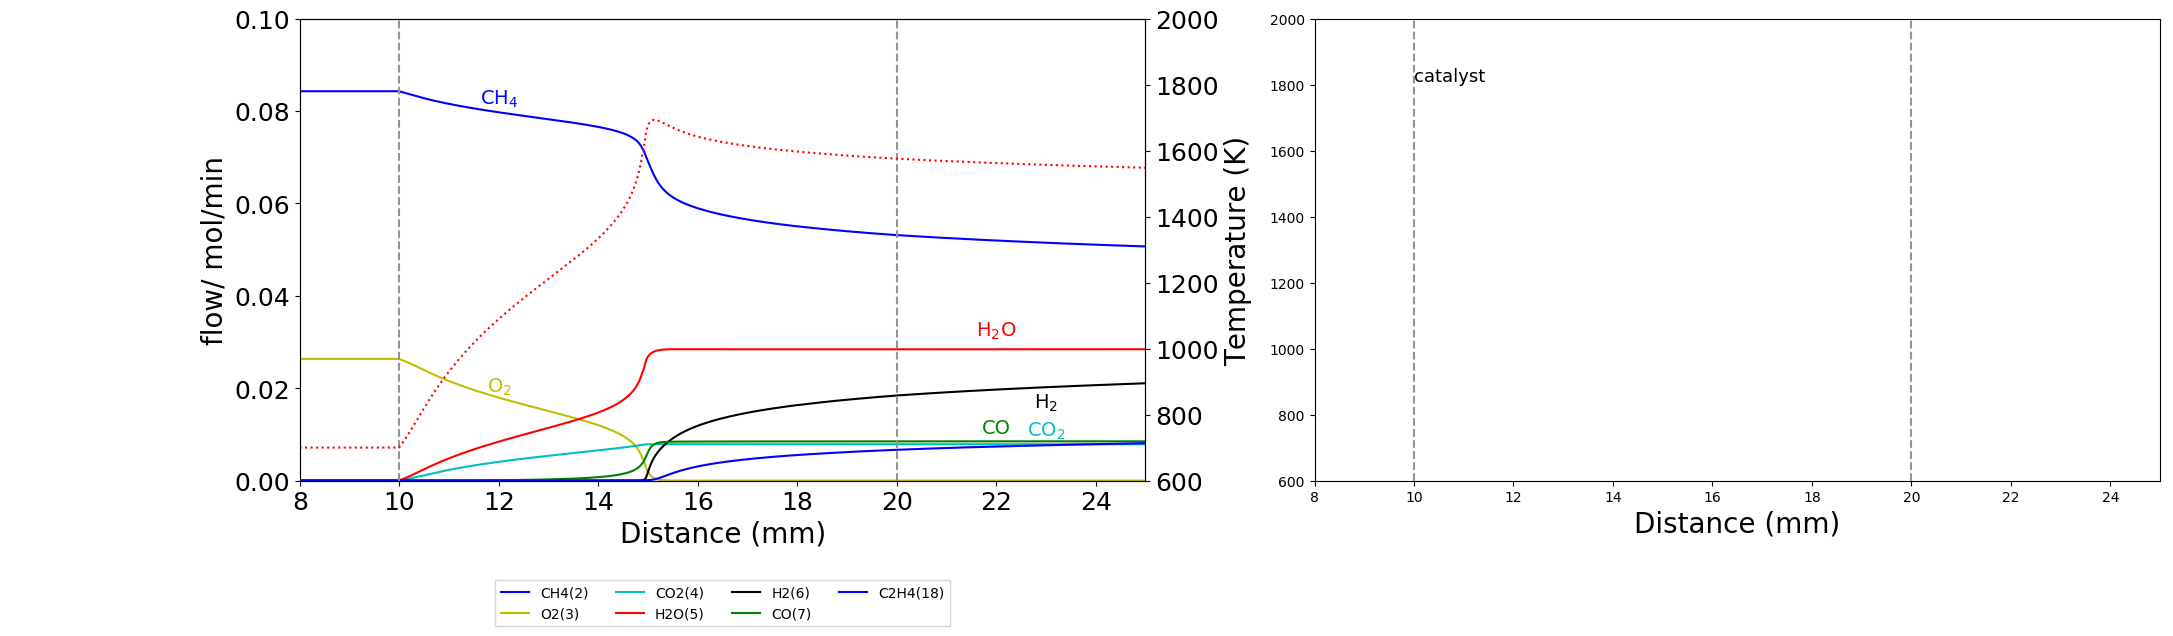 0.10
0.08
0.06
0.04
0.02
0.00
flow/ mol/min
8 10 12 14 16 18 20 22 24
Distance (mm)
CH4
O2
H2O
H2
CO
CO2
2000
1800
1600
1400
1200
1000
800
600
Temperature (K)
CH4(2) CO2(4) H2(6) C2H4(18)
O2(3) H2O(5) CO(7)
2000
1800
1600
1400
1200
1000
800
600
catalyst
8 10 12 14 16 18 20 22 24
Distance (mm)